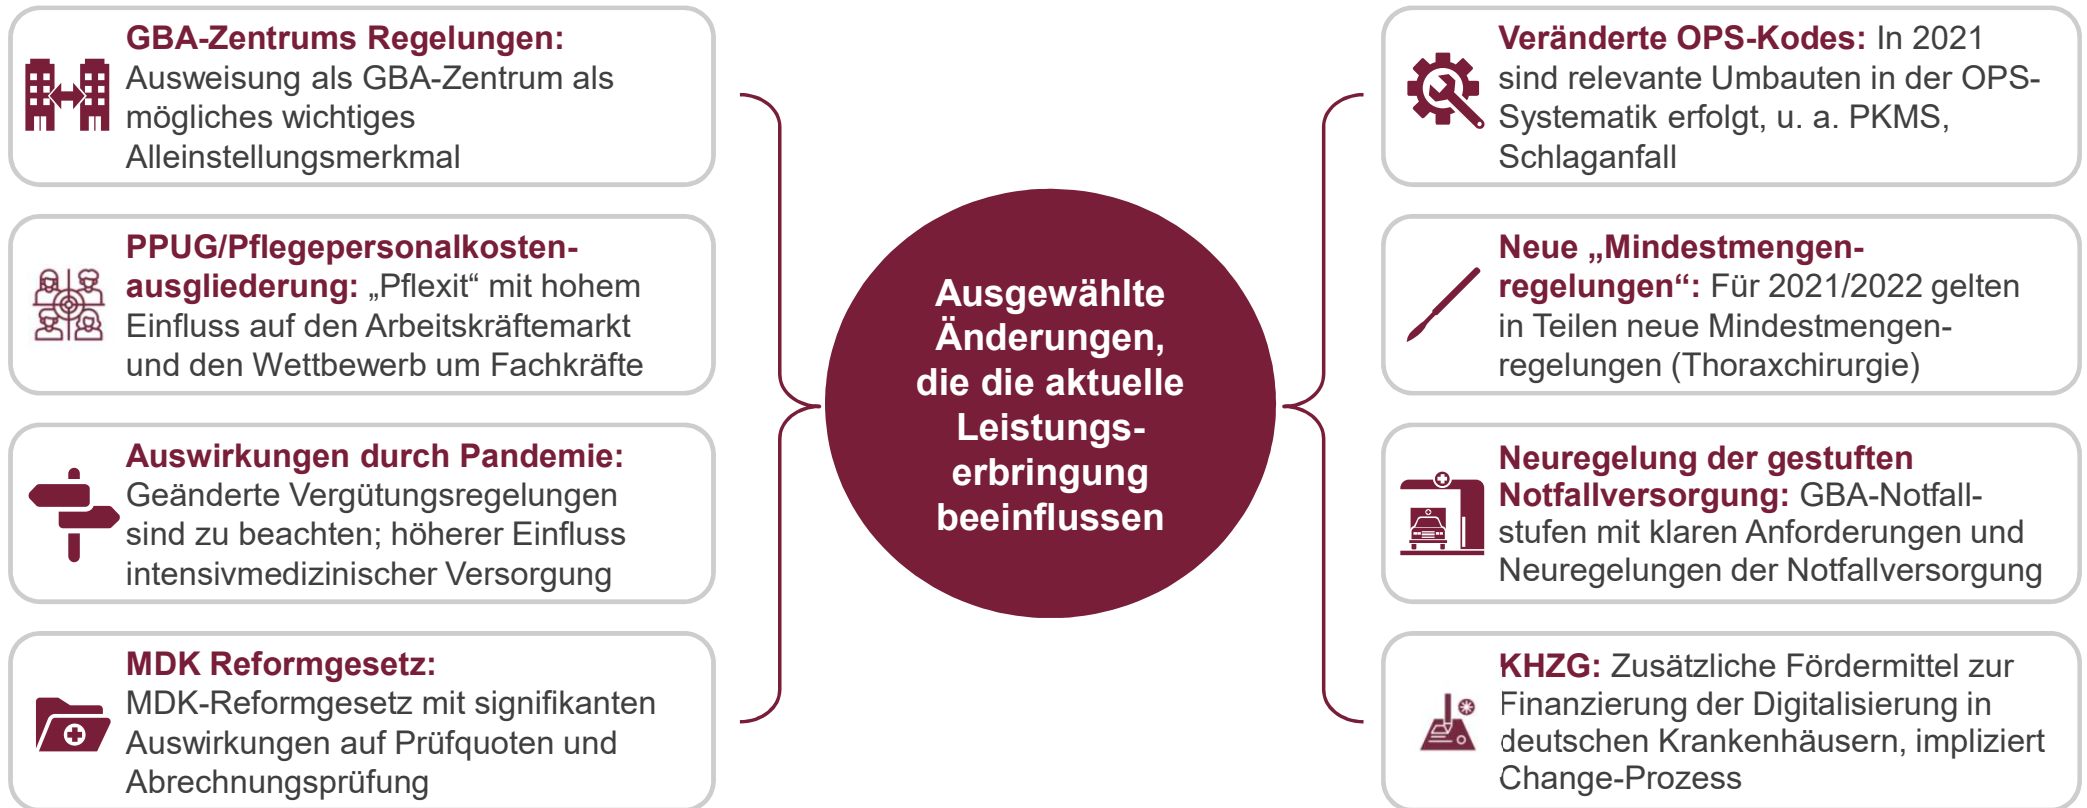 GBA-Zentrums Regelungen:
Ausweisung als GBA-Zentrum als
mögliches wichtiges
Alleinstellungsmerkmal
PPUG/Pflegepersonalkosten-
ausgliederung: „Pflexit“ mit hohem
Einfluss auf den Arbeitskräftemarkt
und den Wettbewerb um Fachkräfte
Auswirkungen durch Pandemie:
Geänderte Vergütungsregelungen
sind zu beachten; höherer Einfluss
intensivmedizinischer Versorgung
MDK Reformgesetz:
MDK-Reformgesetz mit signifikanten
Auswirkungen auf Prüfquoten und
Abrechnungsprüfung
Ausgewählte
Änderungen,
die die aktuelle
Leistungs-
erbringung
beeinflussen
Veränderte OPS-Kodes: In 2021
sind relevante Umbauten in der OPS-
Systematik erfolgt, u. a. PKMS,
Schlaganfall
Neue „Mindestmengen-
regelungen“: Für 2021/2022 gelten
in Teilen neue Mindestmengen-
regelungen (Thoraxchirurgie)
Neuregelung der gestuften
Notfallversorgung: GBA-Notfall-
stufen mit klaren Anforderungen und
Neuregelungen der Notfallversorgung
KHZG: Zusätzliche Fördermittel zur
Finanzierung der Digitalisierung in
deutschen Krankenhäusern, impliziert
Change-Prozess